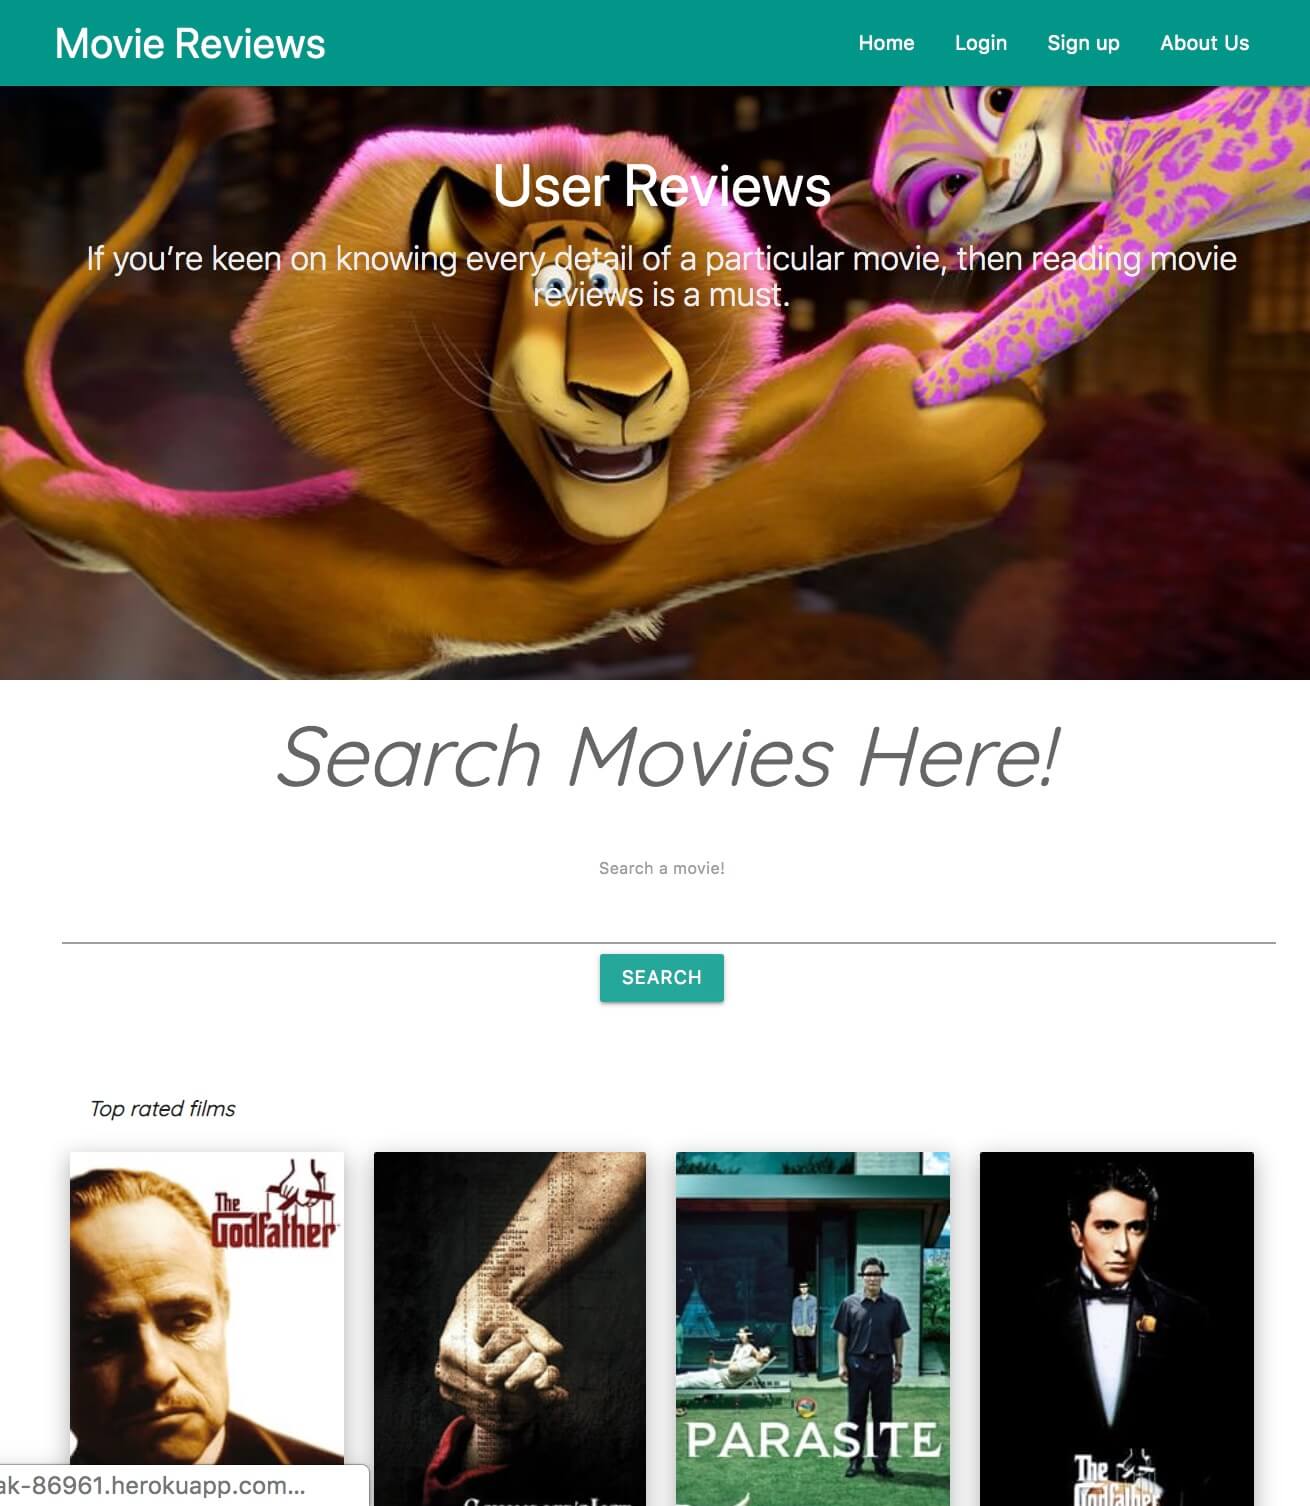 Movie Reviews
Home
Login
Sign up
About Us
User Reviews
If you’re keen on knowing every detail of a particular movie, then reading movie
reviews is a must.
Search Movies Here!
Search a movie!
SEARCH
Top rated films
The
Godfather
PARASITE
The
Godfather
ak-86961.herokuapp.com...